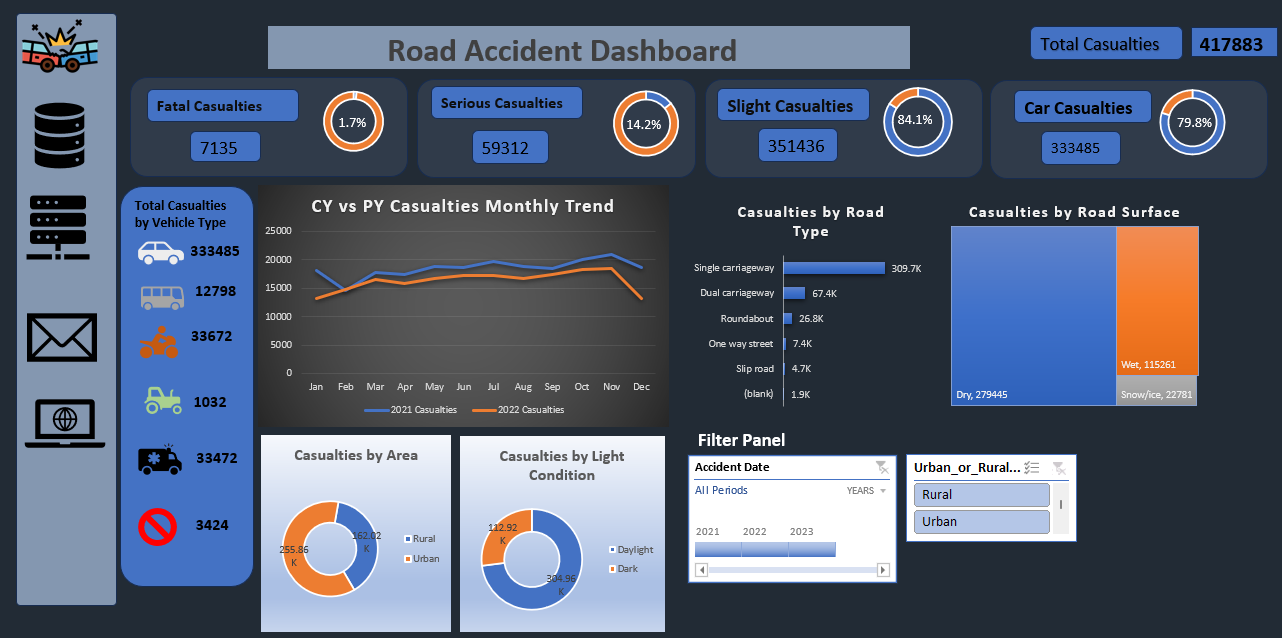 Road Accident Dashboard
Total Casualties
417883
Fatal Casualties
7135
1.7%
Serious Casualties
59312
14.2%
Slight Casualties
351436
84.1%
Car Casualties
333485
79.8%
Total Casualties
by Vehicle Type
333485
12798
33672
1032
33472
3424
CY vs PY Casualties Monthly Trend
25000
20000
15000
10000
5000
0
Jan Feb Mar Apr May Jun Jul Aug Sep Oct Nov Dec
2021 Casualties 2022 Casualties
Casualties by Road
Type
Single carriageway 309.7K
Dual carriageway 67.4K
Roundabout 26.8K
One way street 7.4K
Slip road 4.7K
(blank) 1.9K
Casualties by Road Surface
Dry, 279445
Wet, 115261
Snow/ice, 22781
Casualties by Area
162.02
K
255.86
K
Rural
Urban
Casualties by Light
Condition
112.92
K
304.96
K
Daylight
Dark
Filter Panel
Accident Date
All Periods YEARS
2021 2022 2023
Urban_or_Rural...
Rural
Urban